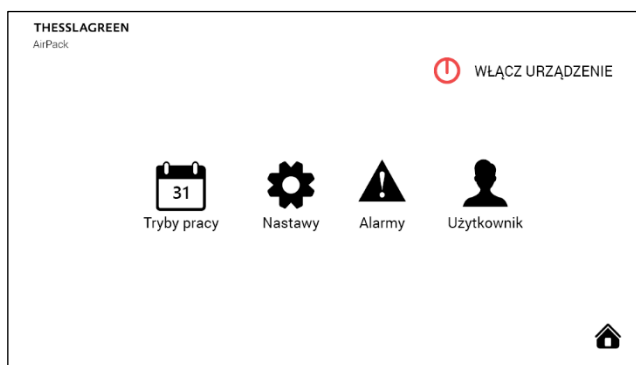 THESSLAGREEN
AirPack
WŁĄCZ URZĄDZENIE
31
Tryby pracy
Nastawy
Alarmy
Użytkownik